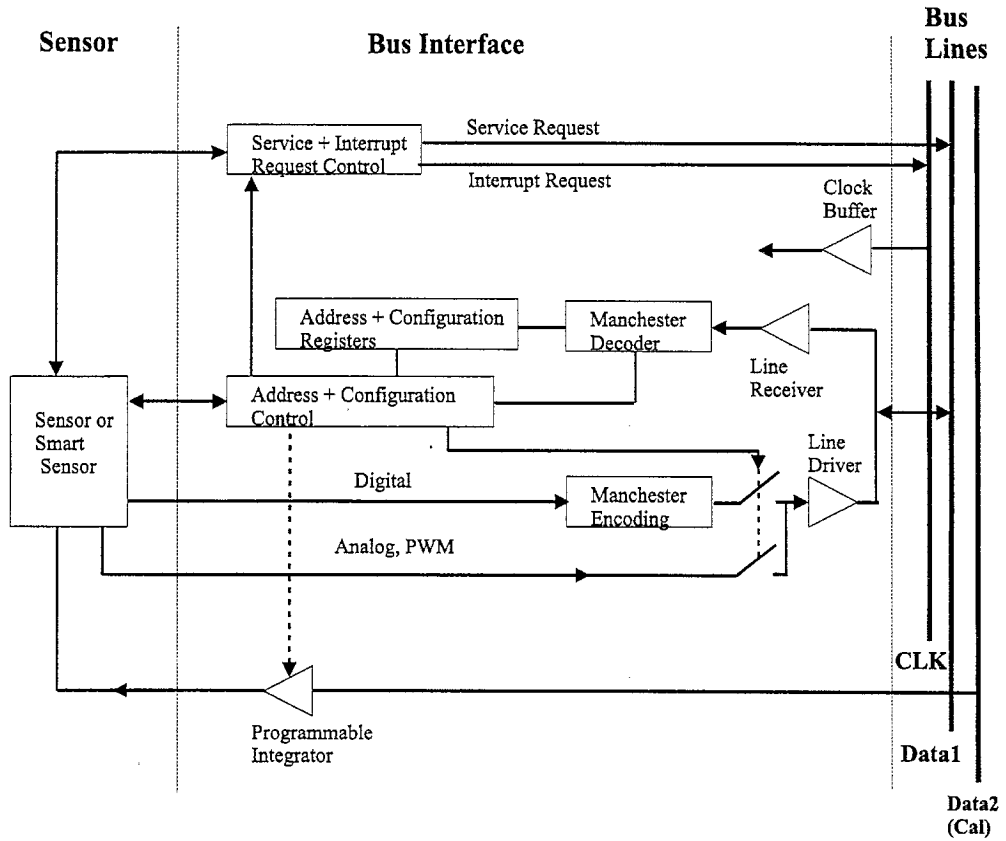 Sensor
Bus Interface
Bus
Lines
Service + Interrupt
Request Control
Service Request
Interrupt Request
Clock
Buffer
Address + Configuration
Registers
Manchester
Decoder
Line
Receiver
Address + Configuration
Control
Sensor or
Smart
Sensor
Line
Driver
Digital
Manchester
Encoding
Analog, PWM
CLK
Programmable
Integrator
Data1
Data2
(Cal)